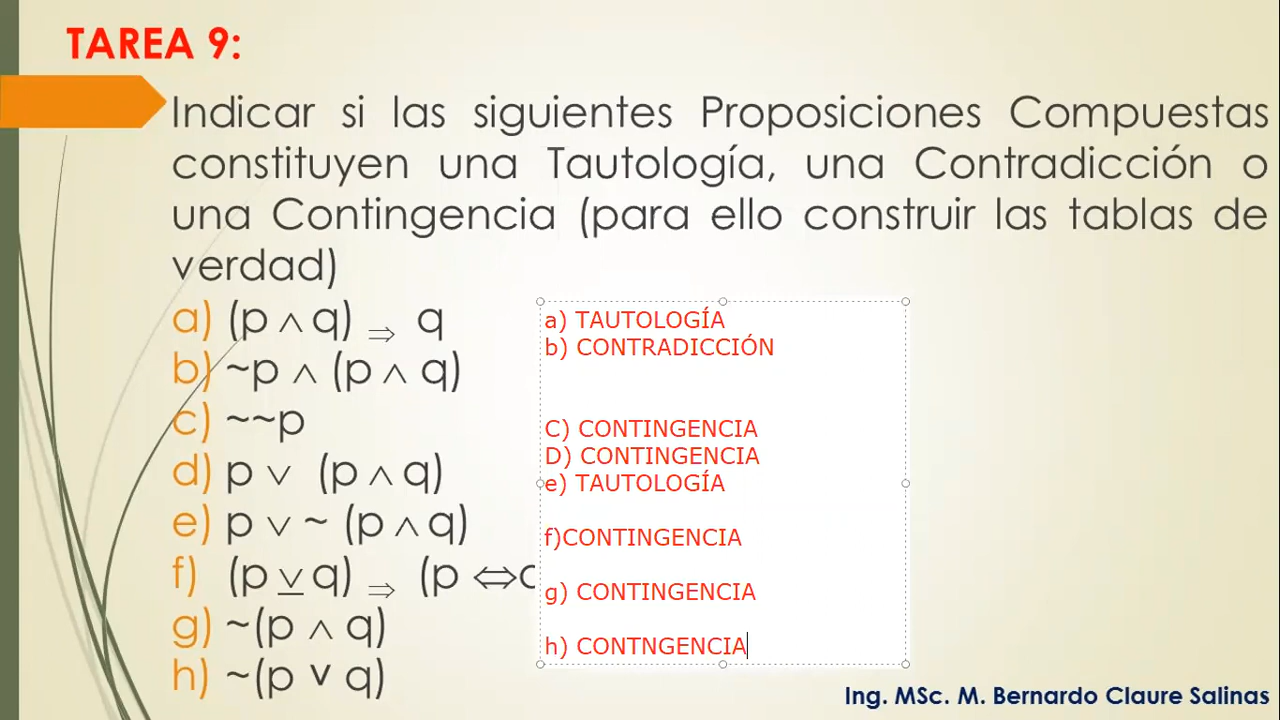 TAREA 9:
Indicar si las siguientes Proposiciones Compuestas
constituyen una Tautología, una Contradicción o
una Contingencia (para ello construir las tablas de
verdad)
a) (p ∧ q) ⇒ q
b) ~p ∧ (p ∧ q)
c) ~~p
d) p ∨ (p ∧ q)
e) p ∨ ~ (p ∧ q)
f) (p ⊻ q) ⇒ (p ⇔
g) ~(p ∧ q)
h) ~(p ∨ q)
a) TAUTOLOGÍA
b) CONTRADICCIÓN
C) CONTINGENCIA
D) CONTINGENCIA
e) TAUTOLOGÍA
f)CONTINGENCIA
g) CONTINGENCIA
h) CONTNGENCIA
Ing. MSc. M. Bernardo Claure Salinas